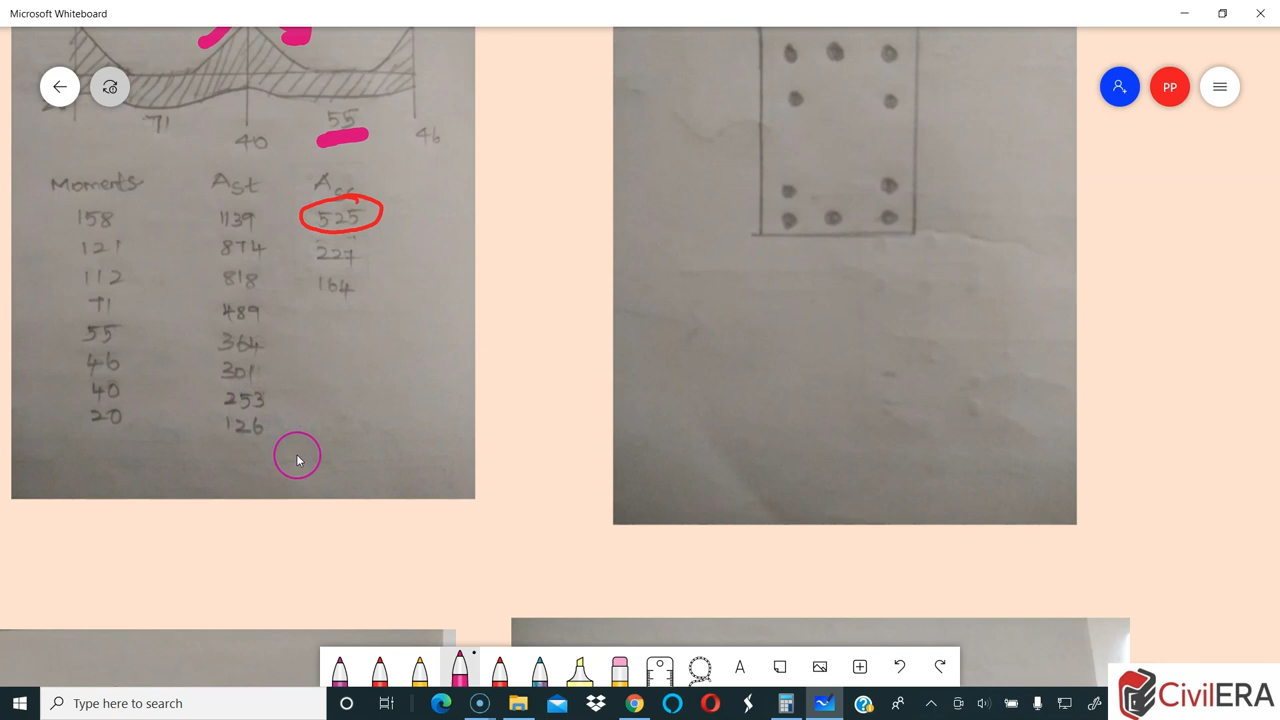 Microsoft Whiteboard
PP
71
40
55
46
Moments Ast Asc
158 1139 525
121 874 227
112 818 164
71 489
55 364
46 301
40 253
20 126
Type here to search
CivilERA